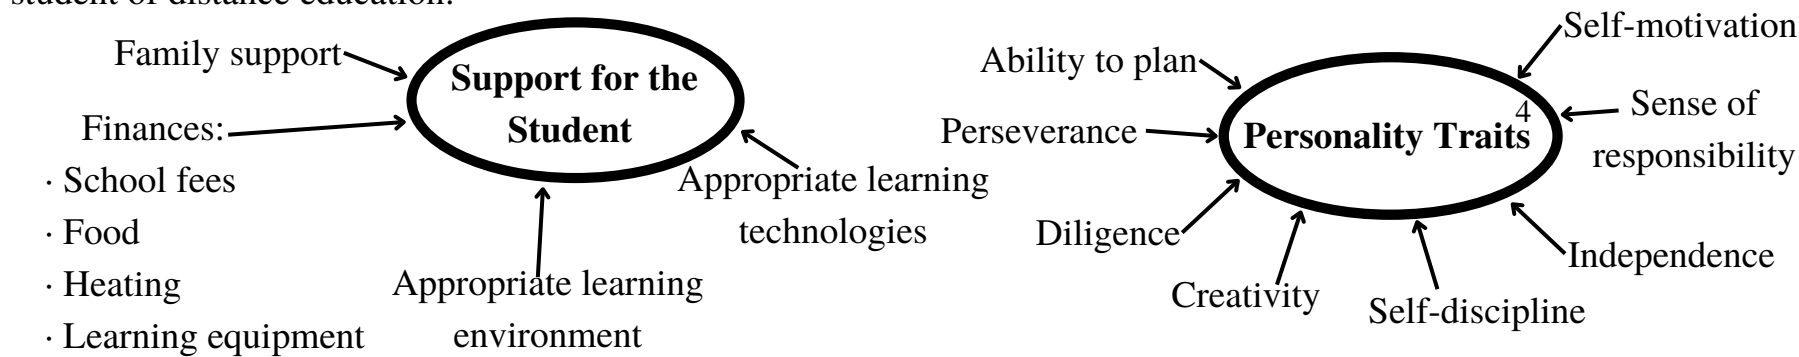 student of distance education.
Family support
Support for the
Student
Finances:
· School fees
· Food
· Heating
· Learning equipment
Appropriate learning
environment
Appropriate learning
technologies
Ability to plan
Self-motivation
Perseverance
Personality Traits
4
Sense of
responsibility
Diligence
Creativity
Self-discipline
Independence